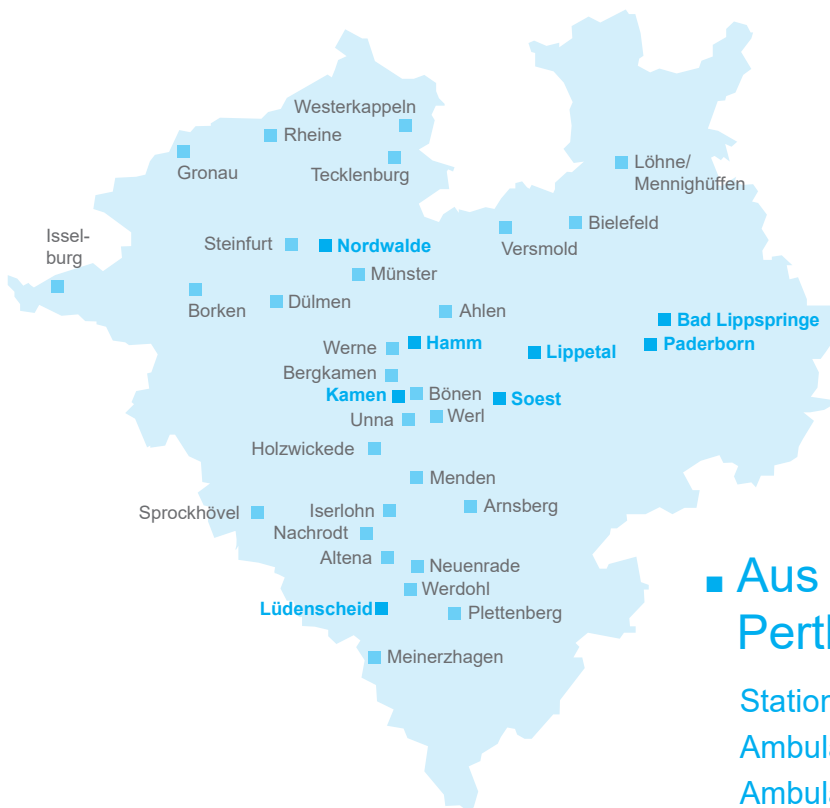 Westerkappeln
Rheine
Gronau
Tecklenburg
Löhne/
Mennighüffen
Isselburg
Steinfurt
Nordwalde
Versmold
Bielefeld
Münster
Borken
Dülmen
Ahlen
Bad Lippspringe
Werne
Hamm
Lippetal
Paderborn
Bergkamen
Kamen
Bönen
Soest
Unna
Werl
Holzwickede
Menden
Sprockhövel
Iserlohn
Arnsberg
Nachrodt
Altena
Neuenrade
Werdohl
Lüdenscheid
Plettenberg
Meinerzhagen
Aus